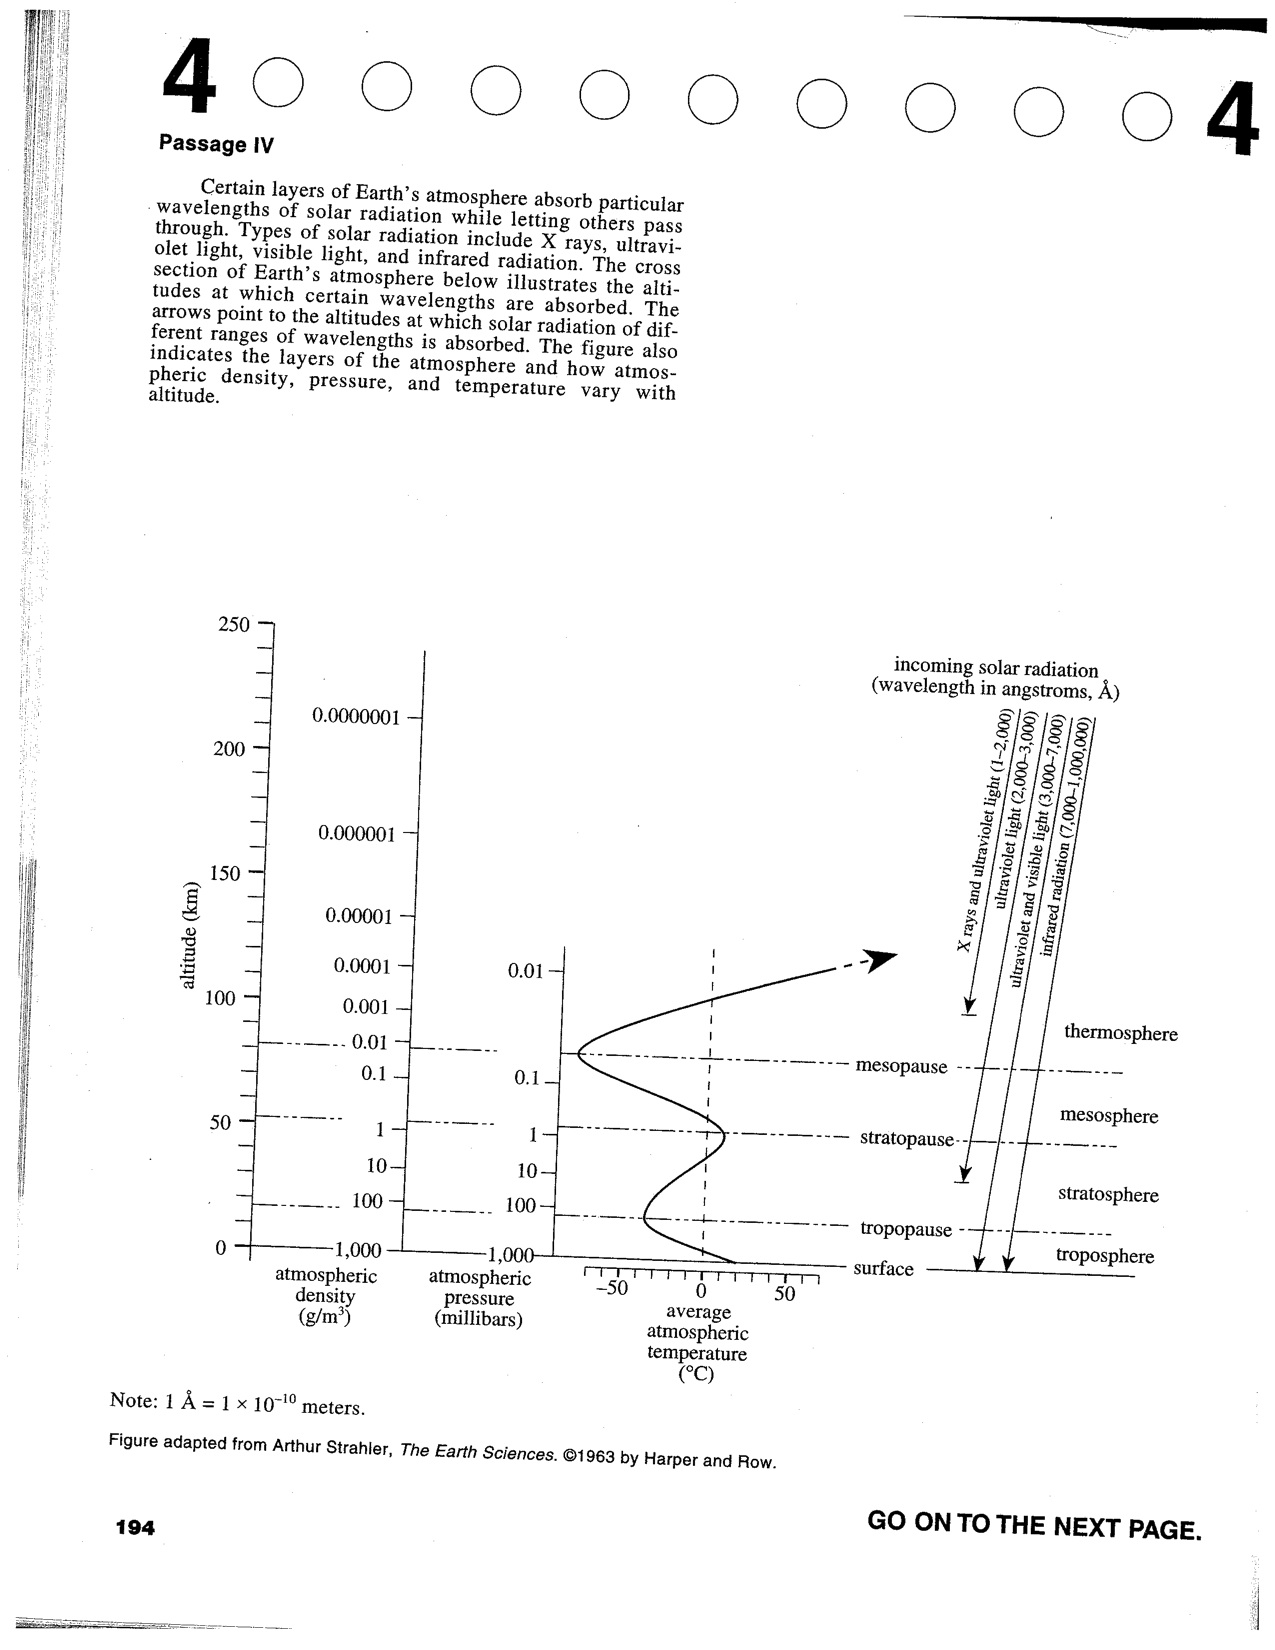 4 4
Passage IV
Certain layers of Earth's atmosphere absorb particular
wavelengths of solar radiation while letting others pass
through. Types of solar radiation include X rays, ultravi-
olet light, visible light, and infrared radiation. The cross
section of Earth's atmosphere below illustrates the alti-
tudes at which certain wavelengths are absorbed. The
arrows point to the altitudes at which solar radiation of dif-
ferent ranges of wavelengths is absorbed. The figure also
indicates the layers of the atmosphere and how atmos-
pheric density, pressure, and temperature vary with
altitude.
altitude (km)
250
200
150
100
50
0
0.0000001
0.000001
0.00001
0.0001
0.001
0.01
0.1
1
10
100
1,000
atmospheric
density
(g/m³)
0.01
0.1
1
10
100
1,000
atmospheric
pressure
(millibars)
−50 0 50
average
atmospheric
temperature
(°C)
incoming solar radiation
(wavelength in angstroms, Å)
X rays and ultraviolet light (1–2,000)
ultraviolet light (2,000–3,000)
ultraviolet and visible light (3,000–7,000)
infrared radiation (7,000–1,000,000)
thermosphere
mesopause
mesosphere
stratopause
stratosphere
tropopause
troposphere
surface
Note: 1 Å = 1 × 10⁻¹⁰ meters.
Figure adapted from Arthur Strahler, The Earth Sciences. ©1963 by Harper and Row.
194
GO ON TO THE NEXT PAGE.